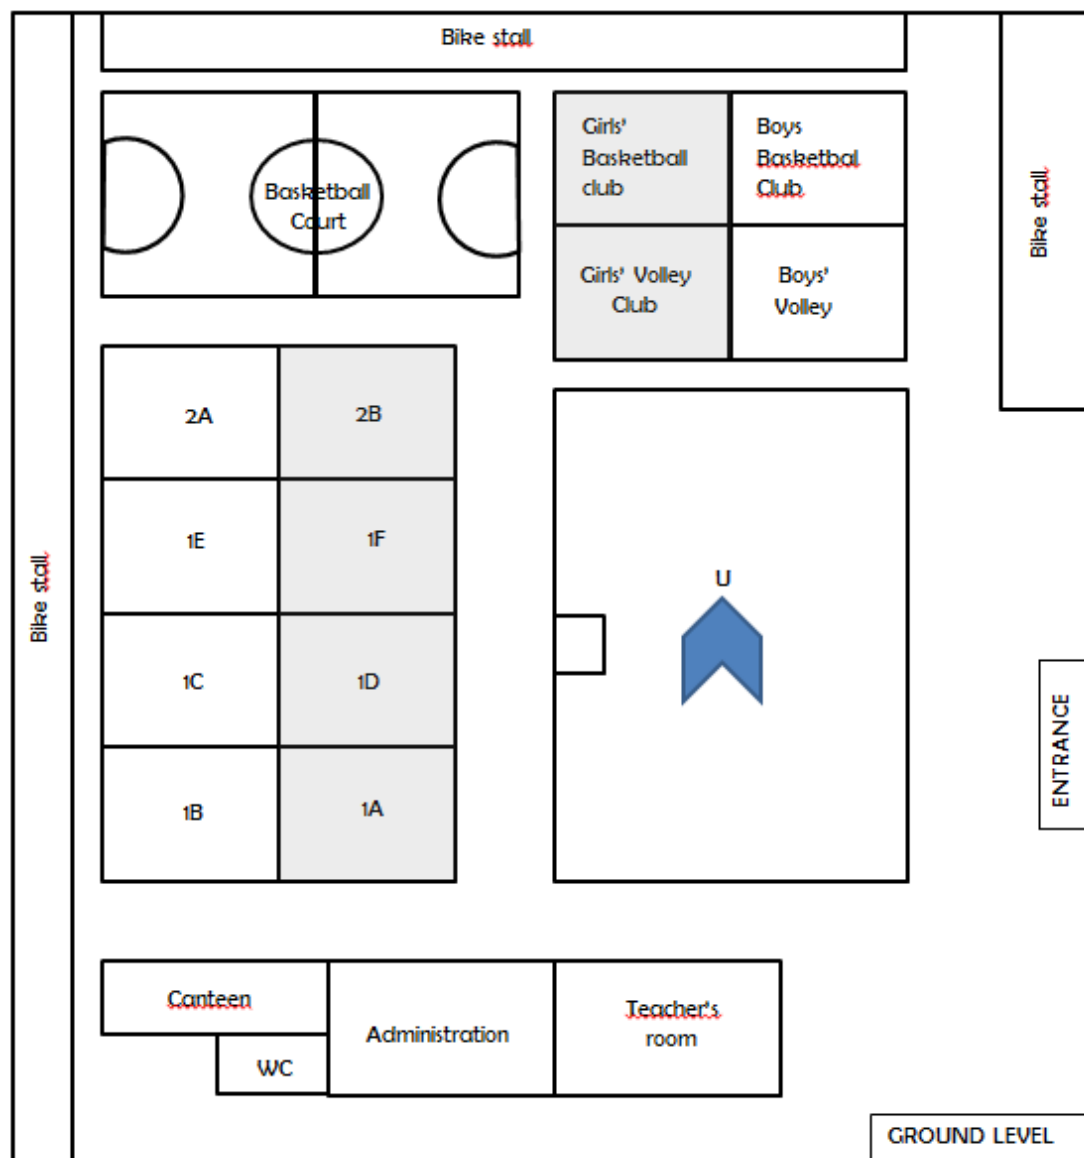 Bike stall
Girls'
Basketball
club
Boys
Basketbal
Club
Basketball
Court
Bike stall
Girls' Volley
Club
Boys'
Volley
2A
2B
1E
1F
Bike stall
U
1C
1D
ENTRANCE
1B
1A
Canteen
Administration
Teacher's
room
WC
GROUND LEVEL